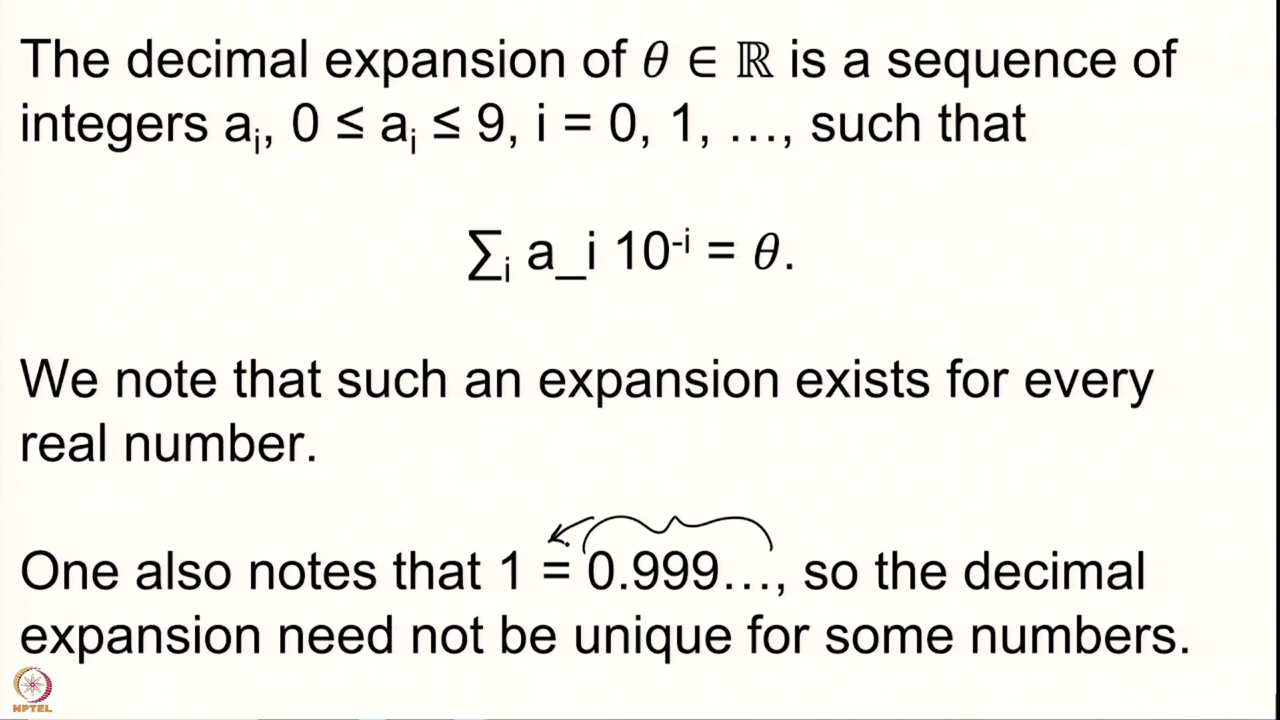 The decimal expansion of θ ∈ ℝ is a sequence of
integers aᵢ, 0 ≤ aᵢ ≤ 9, i = 0, 1, …, such that
∑ᵢ a_i 10⁻ⁱ = θ.
We note that such an expansion exists for every
real number.
One also notes that 1 = 0.999…, so the decimal
expansion need not be unique for some numbers.
NPTEL